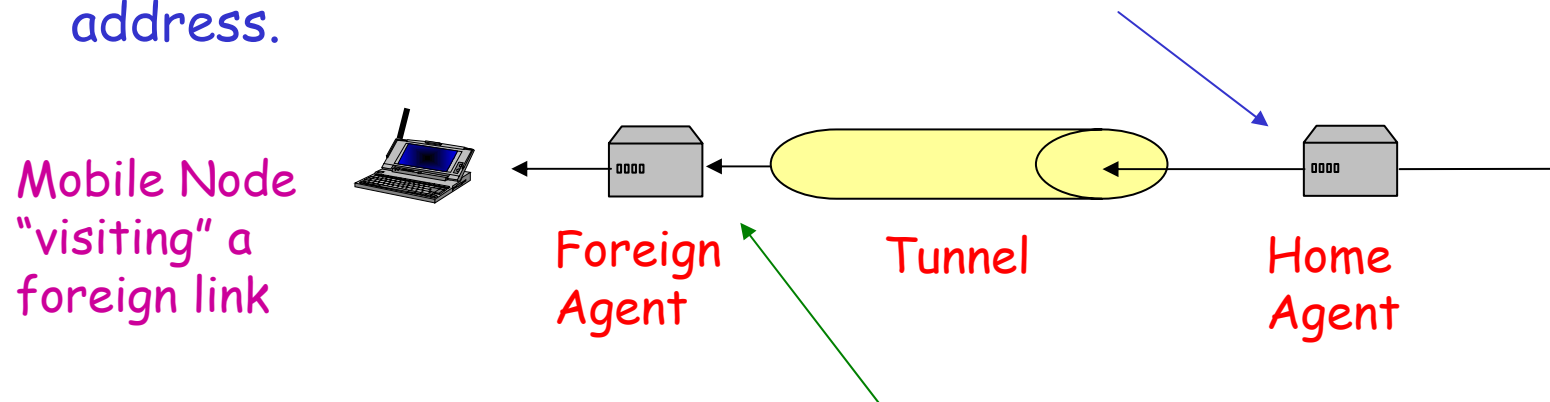 address.
Mobile Node
“visiting” a
foreign link
Foreign
Agent
Tunnel
Home
Agent